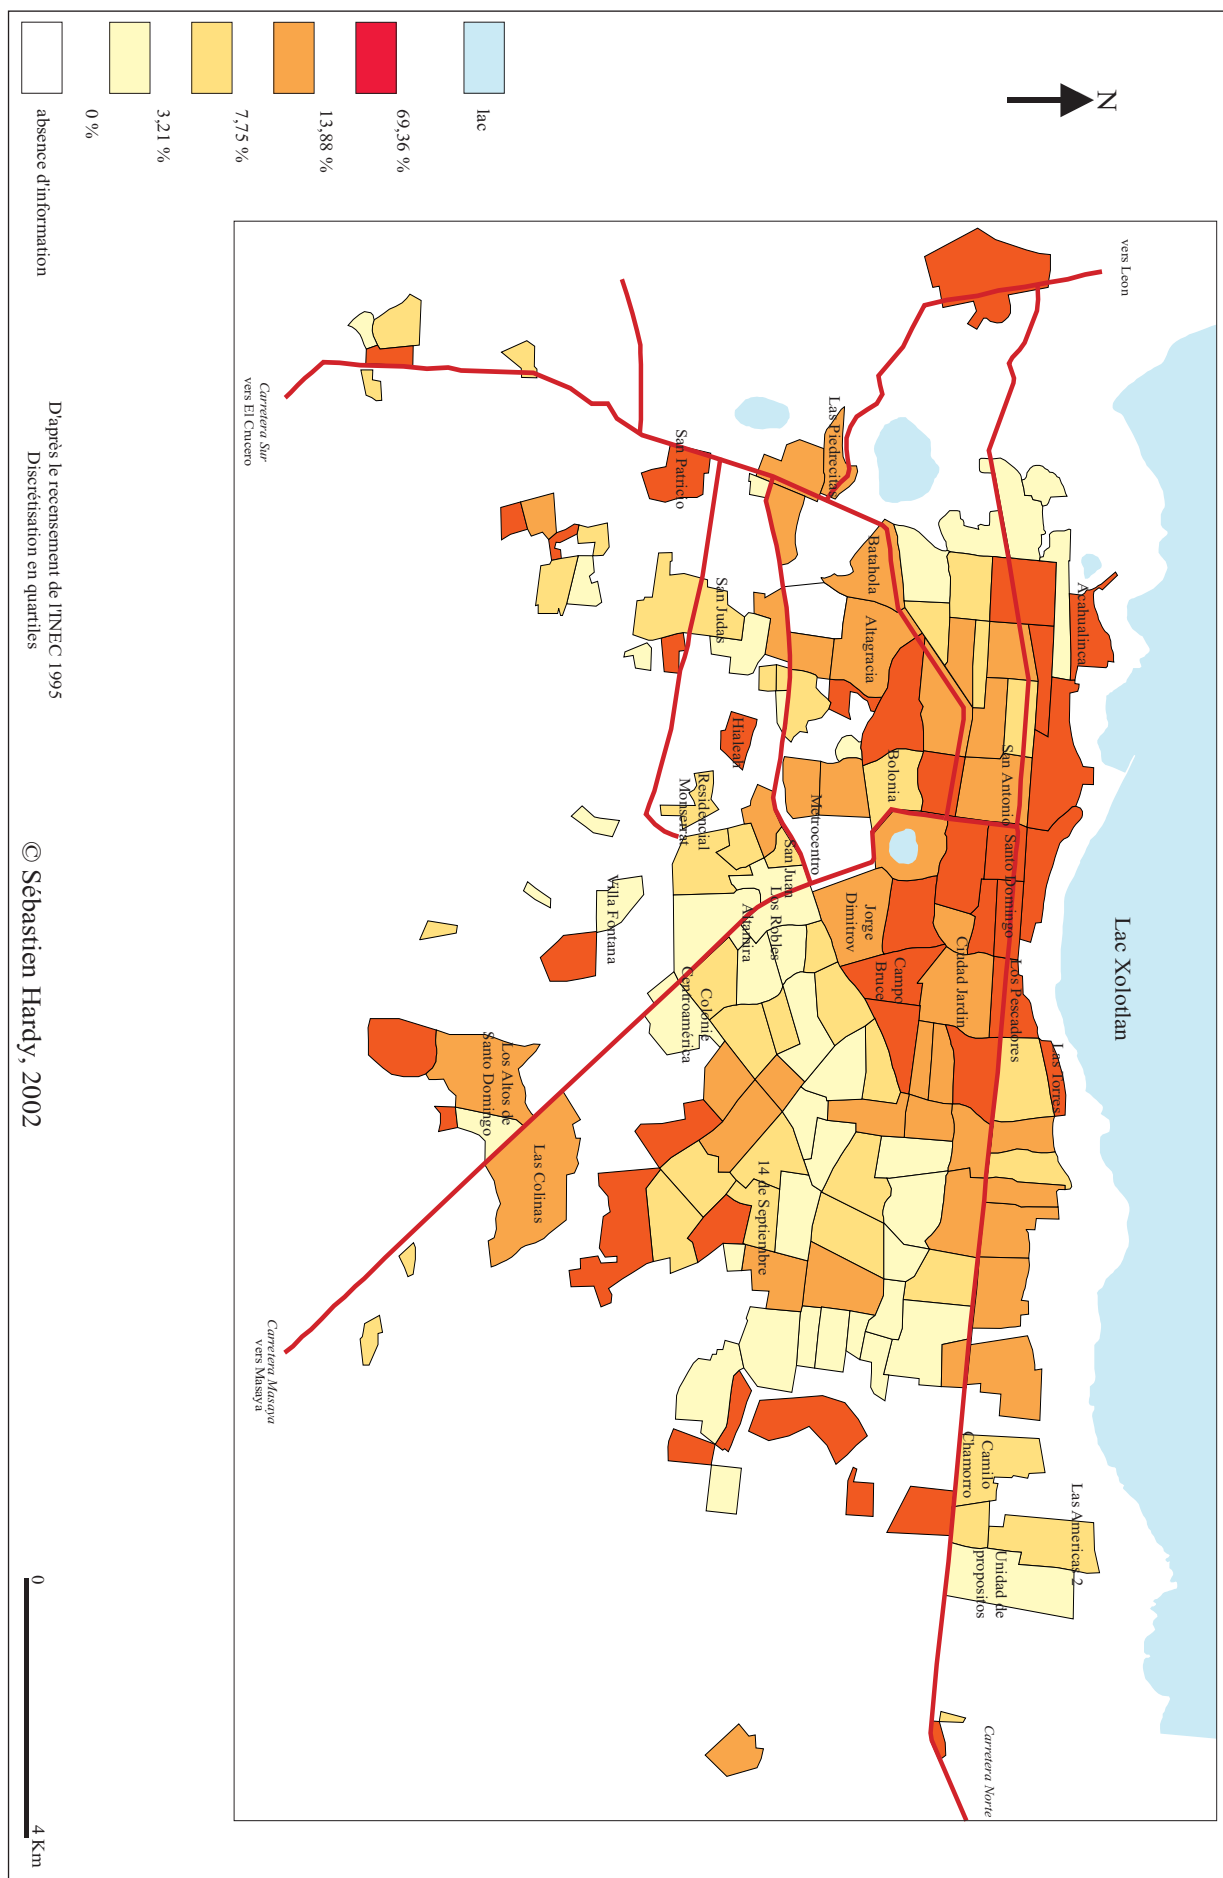 N
vers Leon
Lac Xolotlan
Acahualinca
Las Piedrecitas
Batahola
Altagracia
San Antonio
Santo Domingo
Los Pescadores
Las Torres
Bolonia
Ciudad Jardin
Campo
Bruce
Jorge
Dimitrov
Metrocentro
San Juan
Los Robles
Altamira
San Patricio
San Judas
Hialeah
Residencial
Monserrat
Villa Fontana
Colonie
Centroamérica
14 de Septiembre
Los Altos de
Santo Domingo
Las Colinas
Camilo
Chamorro
Las Americas 2
Unidad de
propositos
Carretera Norte
Carretera Sur
vers El Crucero
Carretera Masaya
vers Masaya
lac
69,36 %
13,88 %
7,75 %
3,21 %
0 %
absence d'information
D'après le recensement de l'INEC 1995
Discrétisation en quartiles
© Sébastien Hardy, 2002
0
4 Km